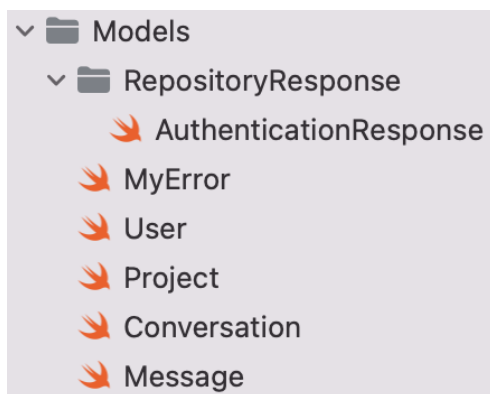 Models
RepositoryResponse
AuthenticationResponse
MyError
User
Project
Conversation
Message